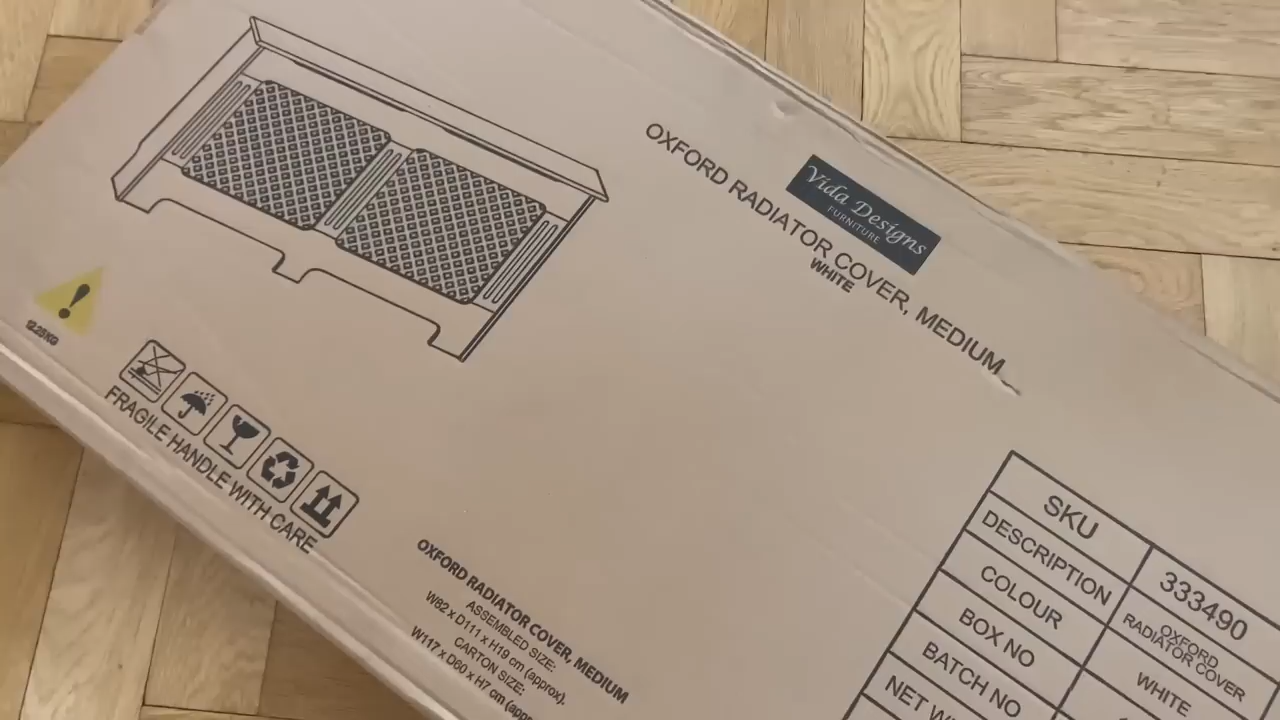 Vida Designs
FURNITURE
OXFORD RADIATOR COVER, MEDIUM
WHITE
12.25KG
FRAGILE HANDLE WITH CARE
OXFORD RADIATOR COVER, MEDIUM
ASSEMBLED SIZE:
W82 x D111 x H19 cm (approx).
CARTON SIZE:
W117 x D60 x H7 cm
SKU 333490
DESCRIPTION OXFORD
RADIATOR COVER
COLOUR WHITE
BOX NO
BATCH NO
NET